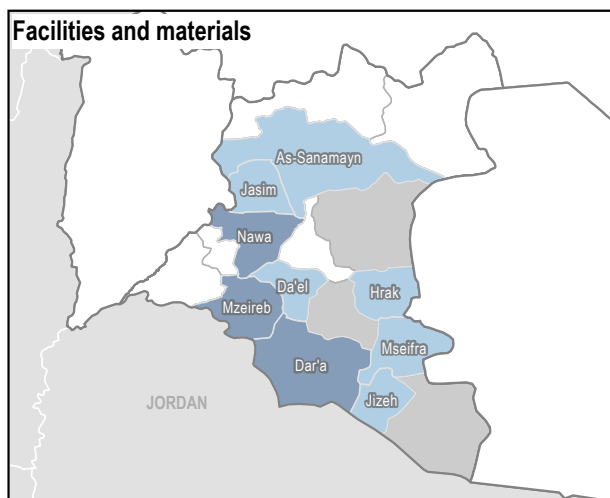 Facilities and materials
As-Sanamayn
Jasim
Nawa
Da'el
Hrak
Mzeireb
Mseifra
Dar'a
Jizeh
JORDAN